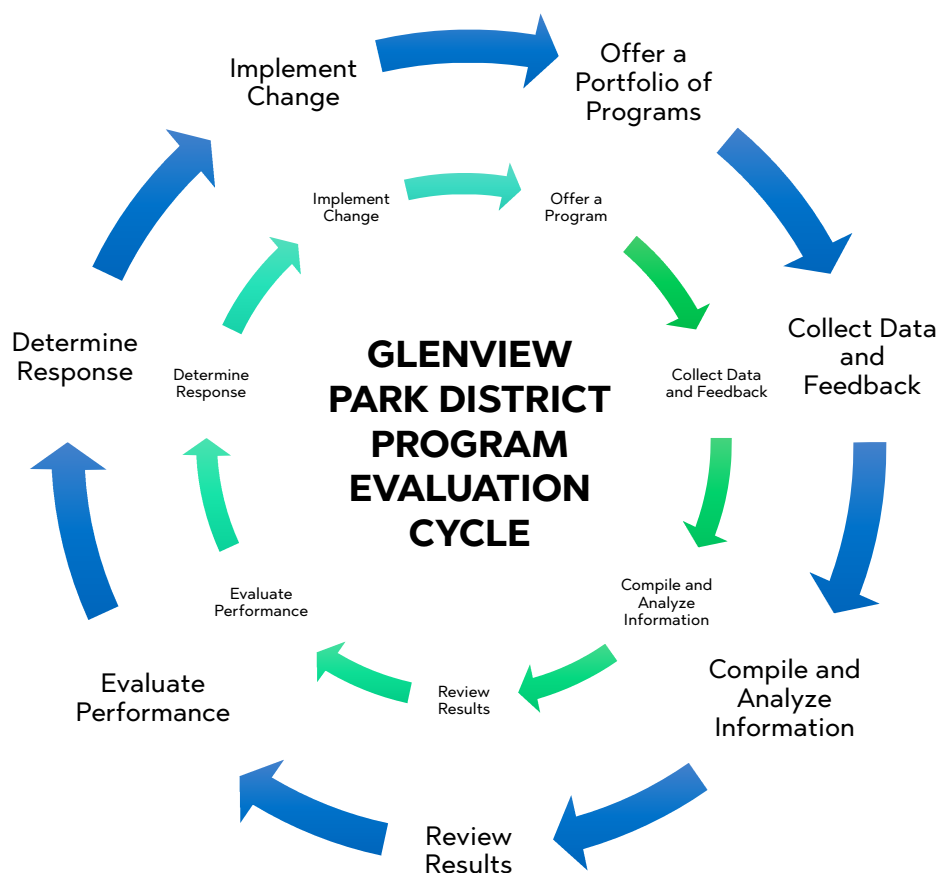 Implement
Change
Offer a
Portfolio of
Programs
Collect Data
and
Feedback
Compile and
Analyze
Information
Review
Results
Evaluate
Performance
Determine
Response
Implement
Change
Offer a
Program
Collect Data
and Feedback
Compile and
Analyze
Information
Review
Results
Evaluate
Performance
Determine
Response
GLENVIEW
PARK DISTRICT
PROGRAM
EVALUATION
CYCLE